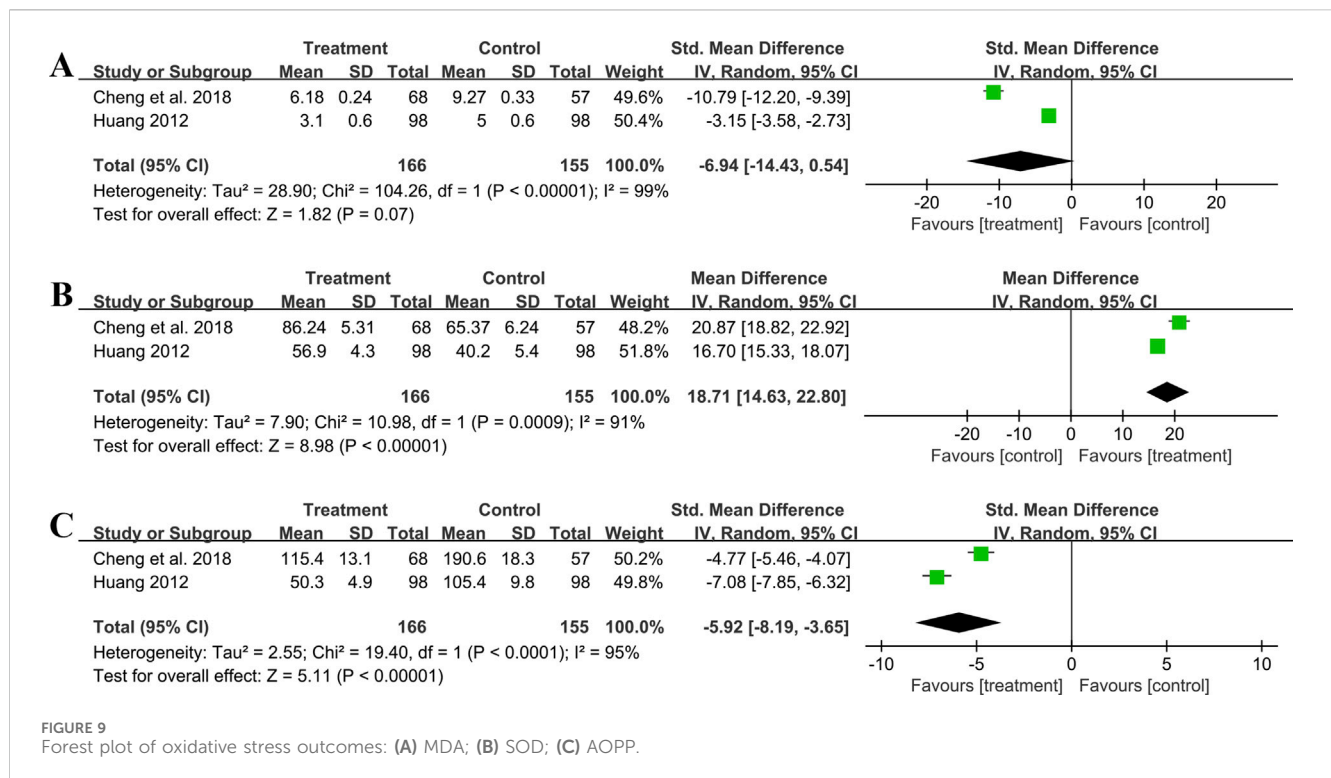 A
Treatment Control Std. Mean Difference Std. Mean Difference
Study or Subgroup Mean SD Total Mean SD Total Weight IV, Random, 95% CI IV, Random, 95% CI
Cheng et al. 2018 6.18 0.24 68 9.27 0.33 57 49.6% -10.79 [-12.20, -9.39]
Huang 2012 3.1 0.6 98 5 0.6 98 50.4% -3.15 [-3.58, -2.73]
Total (95% CI) 166 155 100.0% -6.94 [-14.43, 0.54]
Heterogeneity: Tau² = 28.90; Chi² = 104.26, df = 1 (P < 0.00001); I² = 99%
Test for overall effect: Z = 1.82 (P = 0.07)
-20 -10 0 10 20
Favours [treatment] Favours [control]
B
Treatment Control Mean Difference Mean Difference
Study or Subgroup Mean SD Total Mean SD Total Weight IV, Random, 95% CI IV, Random, 95% CI
Cheng et al. 2018 86.24 5.31 68 65.37 6.24 57 48.2% 20.87 [18.82, 22.92]
Huang 2012 56.9 4.3 98 40.2 5.4 98 51.8% 16.70 [15.33, 18.07]
Total (95% CI) 166 155 100.0% 18.71 [14.63, 22.80]
Heterogeneity: Tau² = 7.90; Chi² = 10.98, df = 1 (P = 0.0009); I² = 91%
Test for overall effect: Z = 8.98 (P < 0.00001)
-20 -10 0 10 20
Favours [control] Favours [treatment]
C
Treatment Control Std. Mean Difference Std. Mean Difference
Study or Subgroup Mean SD Total Mean SD Total Weight IV, Random, 95% CI IV, Random, 95% CI
Cheng et al. 2018 115.4 13.1 68 190.6 18.3 57 50.2% -4.77 [-5.46, -4.07]
Huang 2012 50.3 4.9 98 105.4 9.8 98 49.8% -7.08 [-7.85, -6.32]
Total (95% CI) 166 155 100.0% -5.92 [-8.19, -3.65]
Heterogeneity: Tau² = 2.55; Chi² = 19.40, df = 1 (P < 0.0001); I² = 95%
Test for overall effect: Z = 5.11 (P < 0.00001)
-10 -5 0 5 10
Favours [treatment] Favours [control]
FIGURE 9
Forest plot of oxidative stress outcomes: (A) MDA; (B) SOD; (C) AOPP.